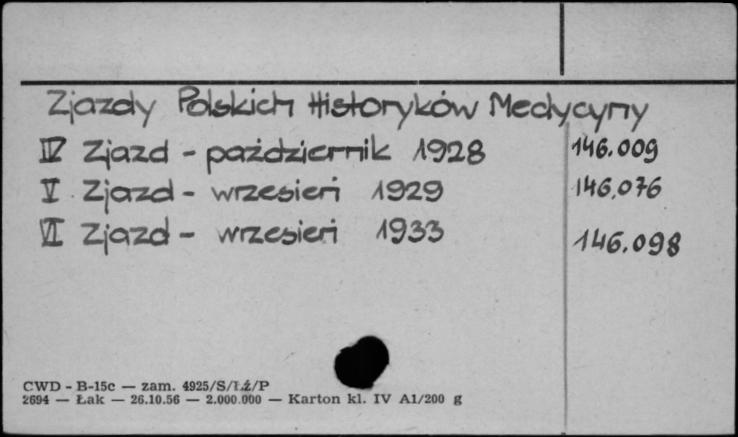 Zjazdy Polskich Historyków Medycyny
IV Zjazd - październik 1928 146.009
V Zjazd - wrzesień 1929 146.076
VI Zjazd - wrzesień 1933 146.098
CWD - B-15c — zam. 4925/S/Łź/P
2694 — Łak — 26.10.56 — 2.000.000 — Karton kl. IV A1/200 g